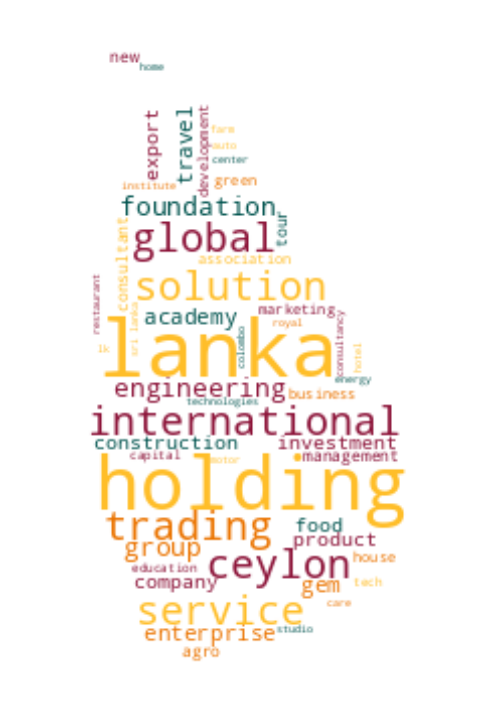 new
home
export
travel
development
farm
auto
center
institute
green
foundation
tour
consultant
global
association
solution
restaurant
sri lanka
academy
marketing
royal
colombo
consultancy
lk
lanka
hotel
energy
engineering
business
technologies
international
construction
investment
capital
motor
management
holding
trading
food
product
group
ceylon
house
education
company
gem
tech
care
service
enterprise
studio
agro